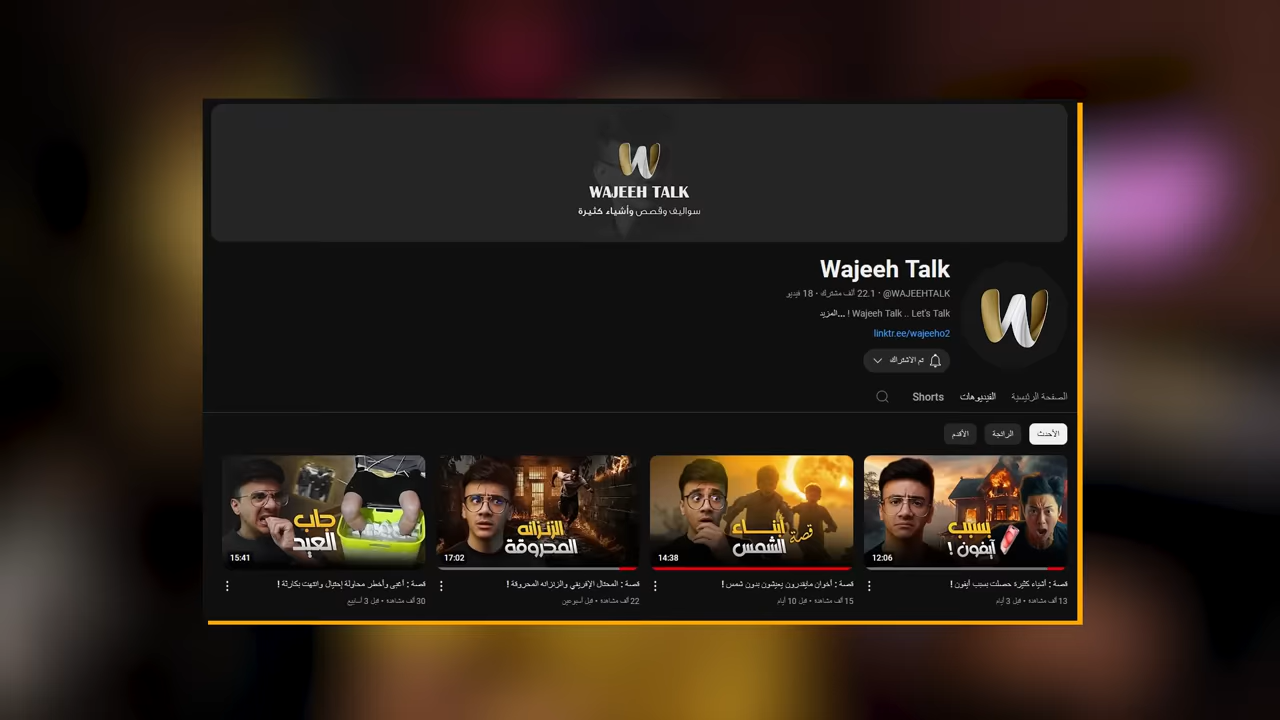 WAJEEH TALK
سواليف وقصص وأشياء كثيرة
Wajeeh Talk
@WAJEEHTALK • 22.1 ألف مشترك • 18 فيديو
Wajeeh Talk .. Let's Talk ! ...المزيد
linktr.ee/wajeeho2
تم الاشتراك
الصفحة الرئيسية
الفيديوهات
Shorts
الأحدث
الرائجة
الأقدم
بسبب
آيفون !
12:06
قصة
أبناء
الشمس
14:38
الزنزانه
المحروقة
17:02
جاب
العيد
15:41
قصة : أشياء كثيرة حصلت بسبب أيفون !
13 ألف مشاهدة • قبل 3 أيام
قصة : أخوان مايقدرون يعيشون بدون شمس !
15 ألف مشاهدة • قبل 10 أيام
قصة : المحتال الإفريقي والزنزانه المحروقة !
22 ألف مشاهدة • قبل أسبوعين
قصة : أغبى وأخطر محاولة إحتيال وانتهت بكارثة !
30 ألف مشاهدة • قبل 3 أسابيع